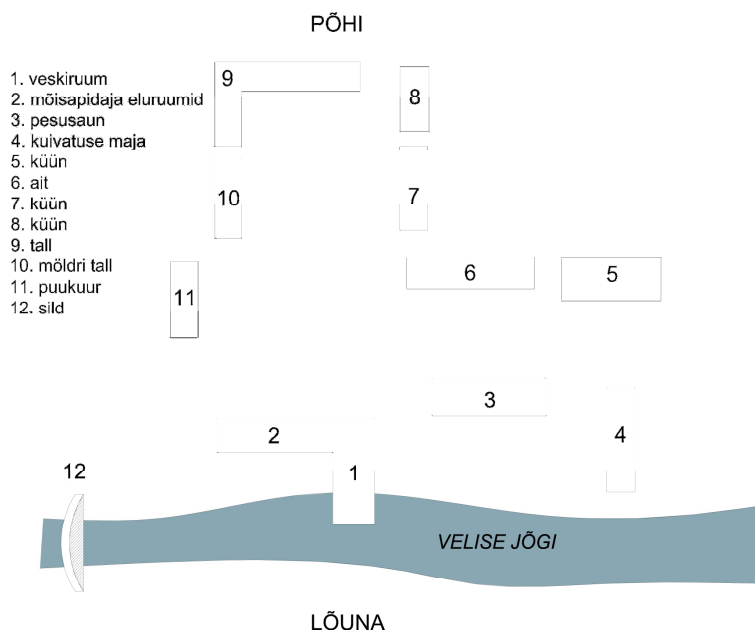 PÕHI
1. veskiruum
2. mõisapidaja eluruumid
3. pesusaun
4. kuivatuse maja
5. küün
6. ait
7. küün
8. küün
9. tall
10. möldri tall
11. puukuur
12. sild
9
8
10
7
6
5
11
3
2
4
12
1
VELISE JÕGI
LÕUNA